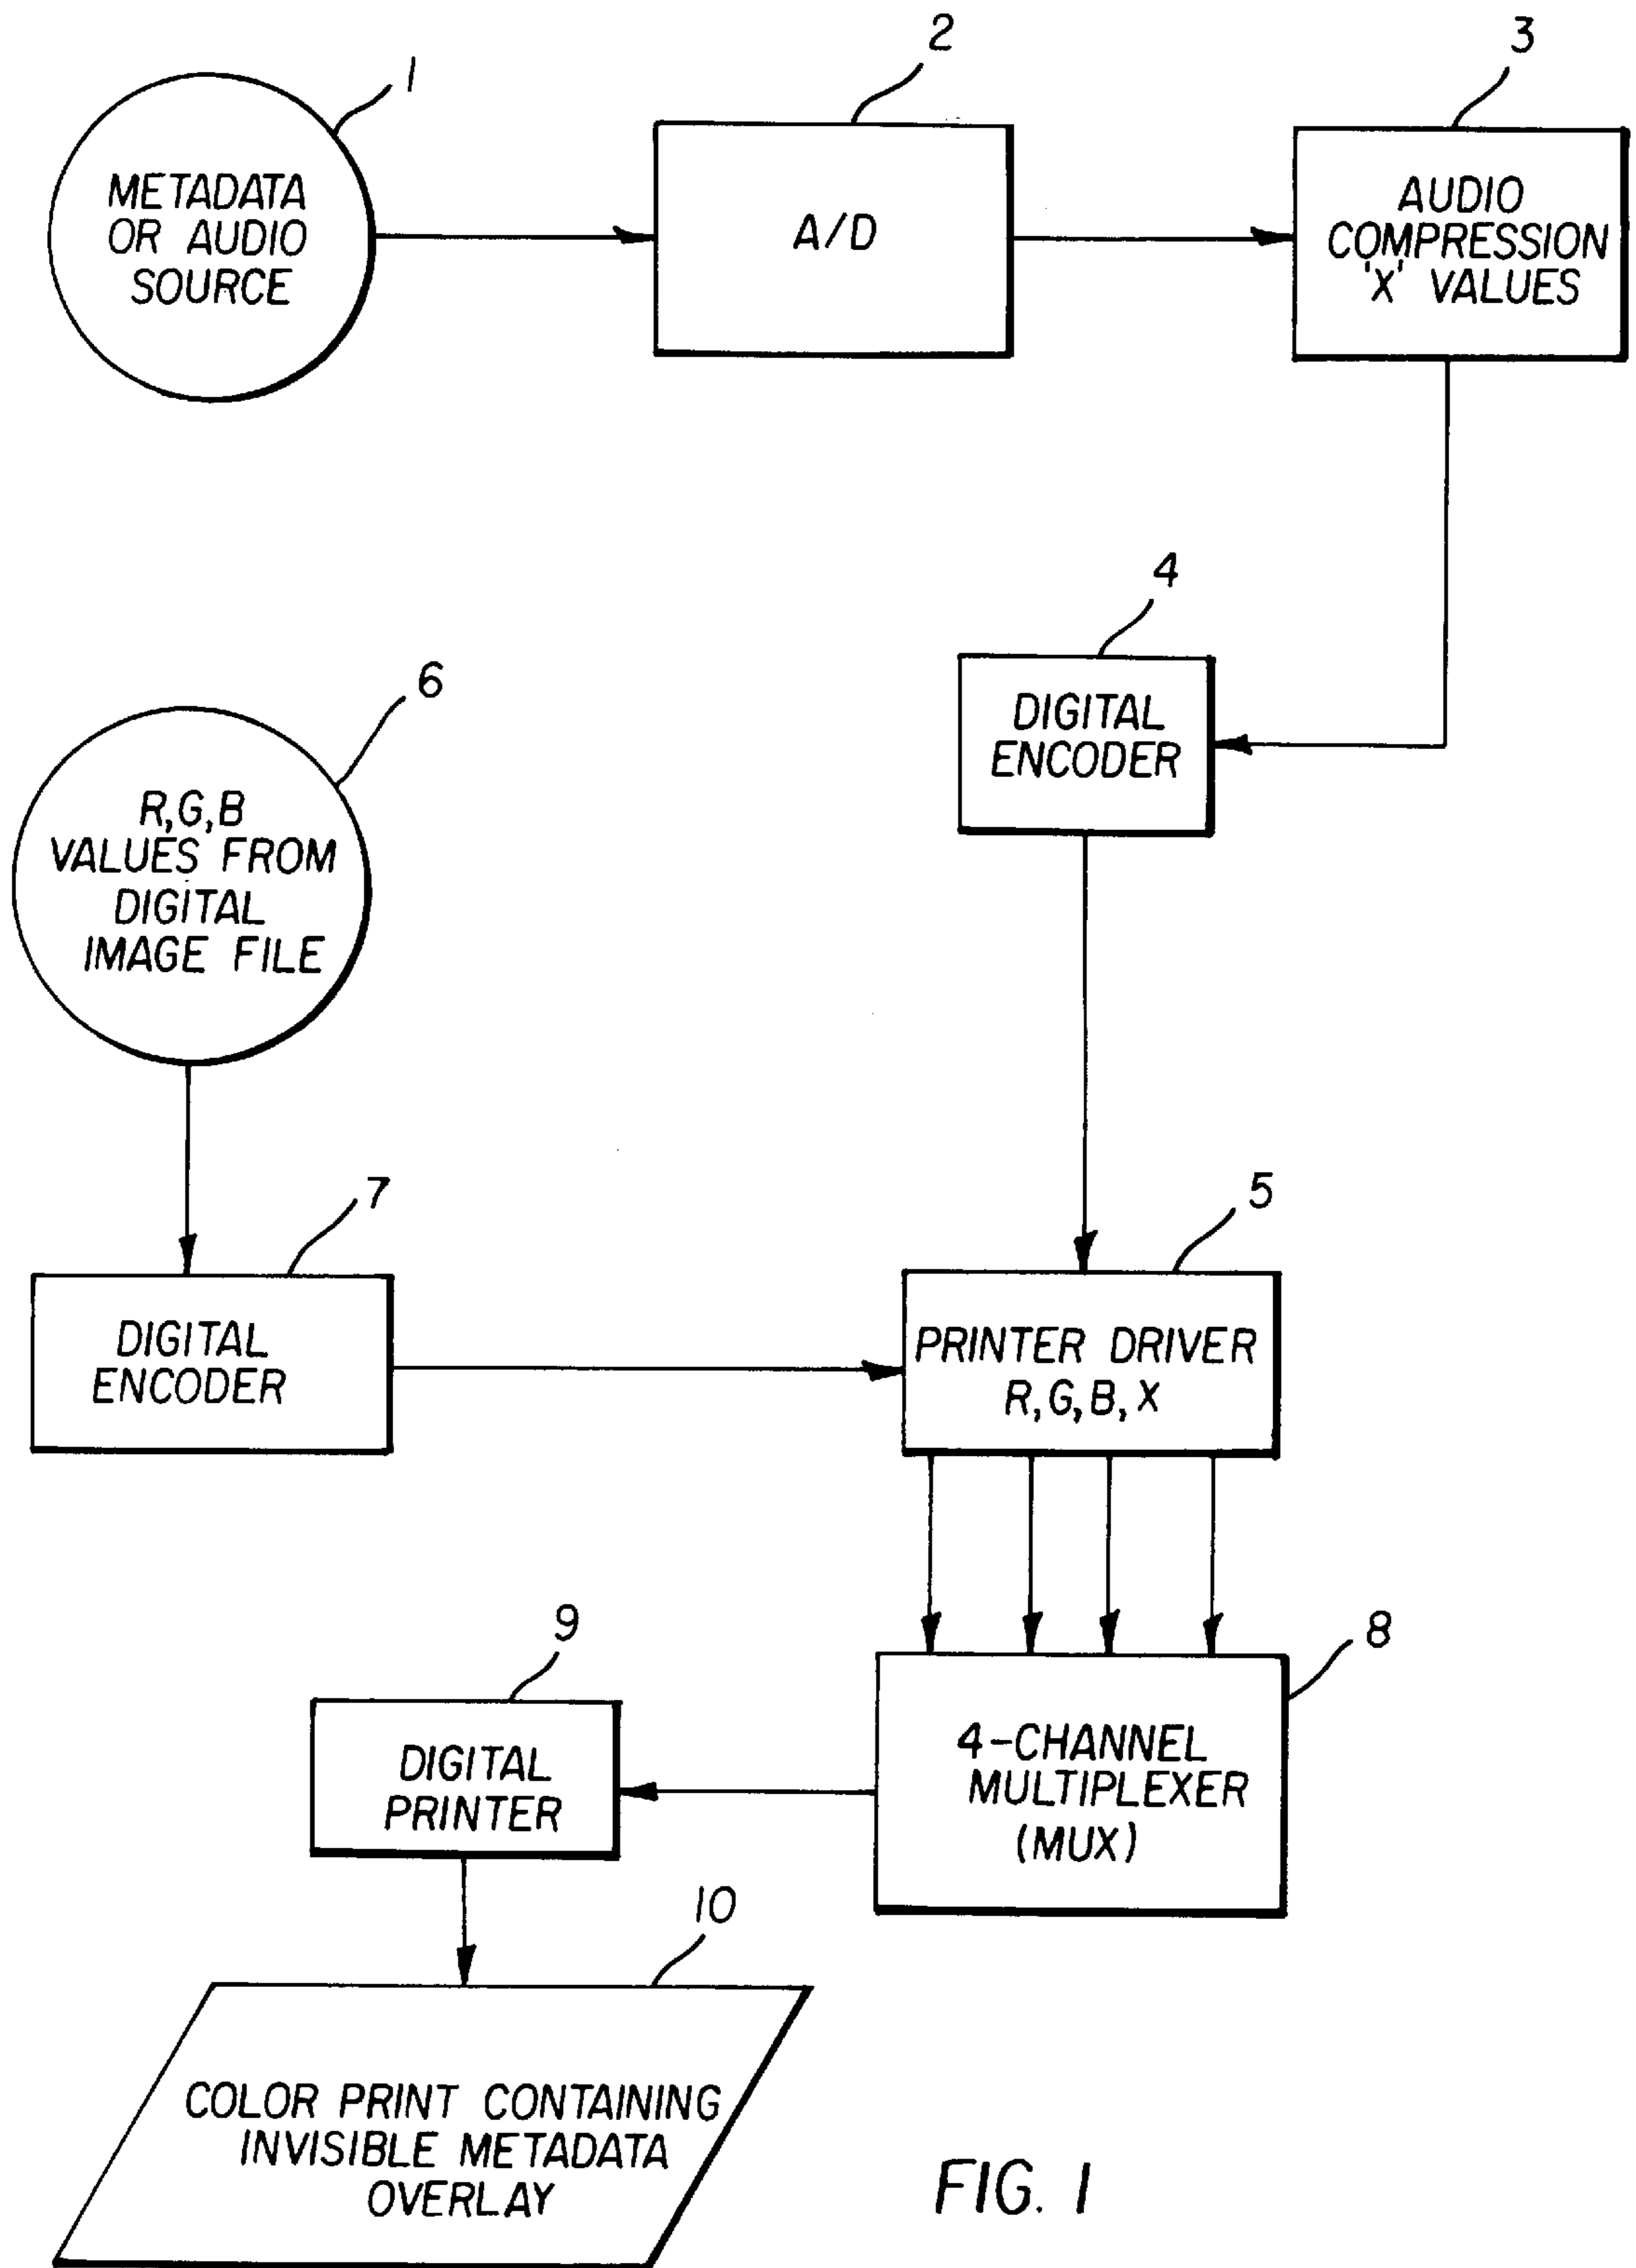 1
METADATA
OR AUDIO
SOURCE
2
A/D
3
AUDIO
COMPRESSION
'X' VALUES
4
DIGITAL
ENCODER
6
R,G,B
VALUES FROM
DIGITAL
IMAGE FILE
7
DIGITAL
ENCODER
5
PRINTER DRIVER
R,G,B,X
8
4-CHANNEL
MULTIPLEXER
(MUX)
9
DIGITAL
PRINTER
10
COLOR PRINT CONTAINING
INVISIBLE METADATA
OVERLAY
FIG. 1